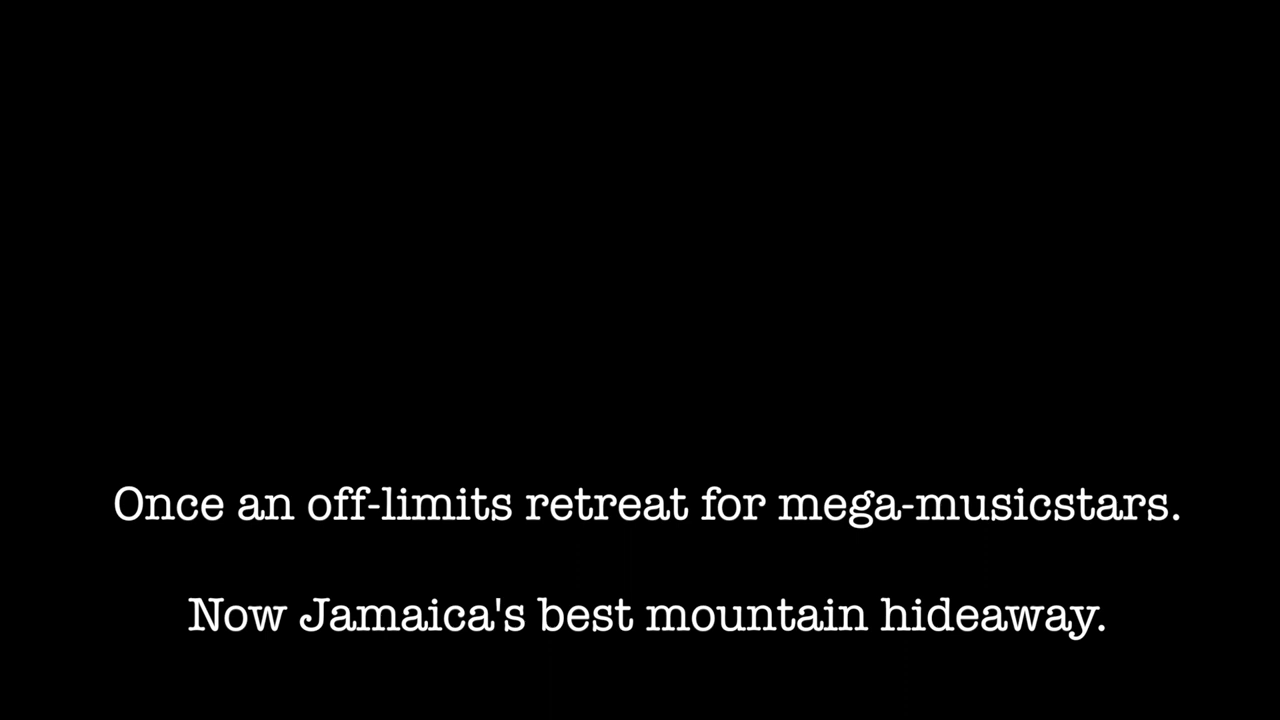 Once an off-limits retreat for mega-musicstars.
Now Jamaica's best mountain hideaway.